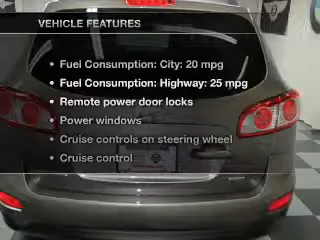 VEHICLE FEATURES
• Fuel Consumption: City: 20 mpg
• Fuel Consumption: Highway: 25 mpg
• Remote power door locks
• Power windows
• Cruise controls on steering wheel
• Cruise control